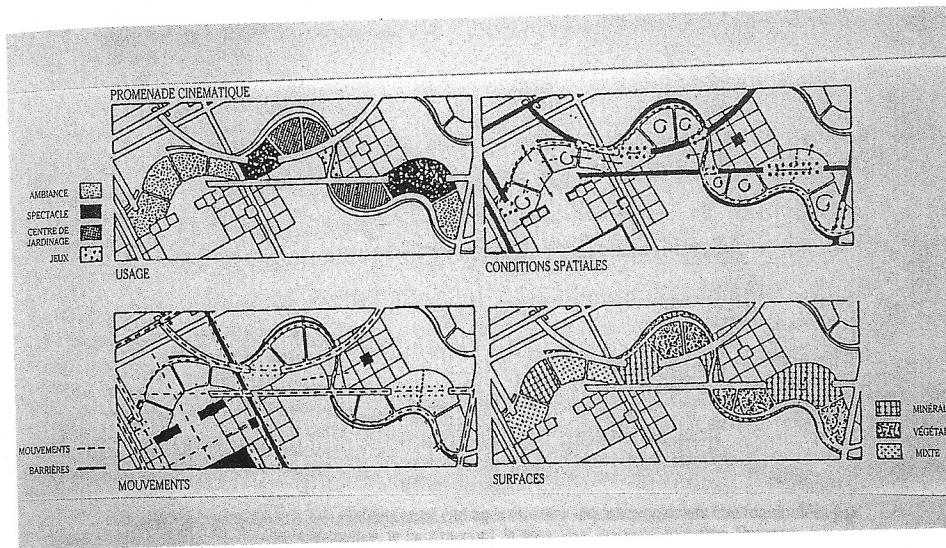 PROMENADE CINEMATIQUE
AMBIANCE
SPECTACLE
CENTRE DE
JARDINAGE
JEUX
USAGE
CONDITIONS SPATIALES
MOUVEMENTS
BARRIÈRES
MOUVEMENTS
SURFACES
MINÉRAL
VÉGÉTAL
MIXTE